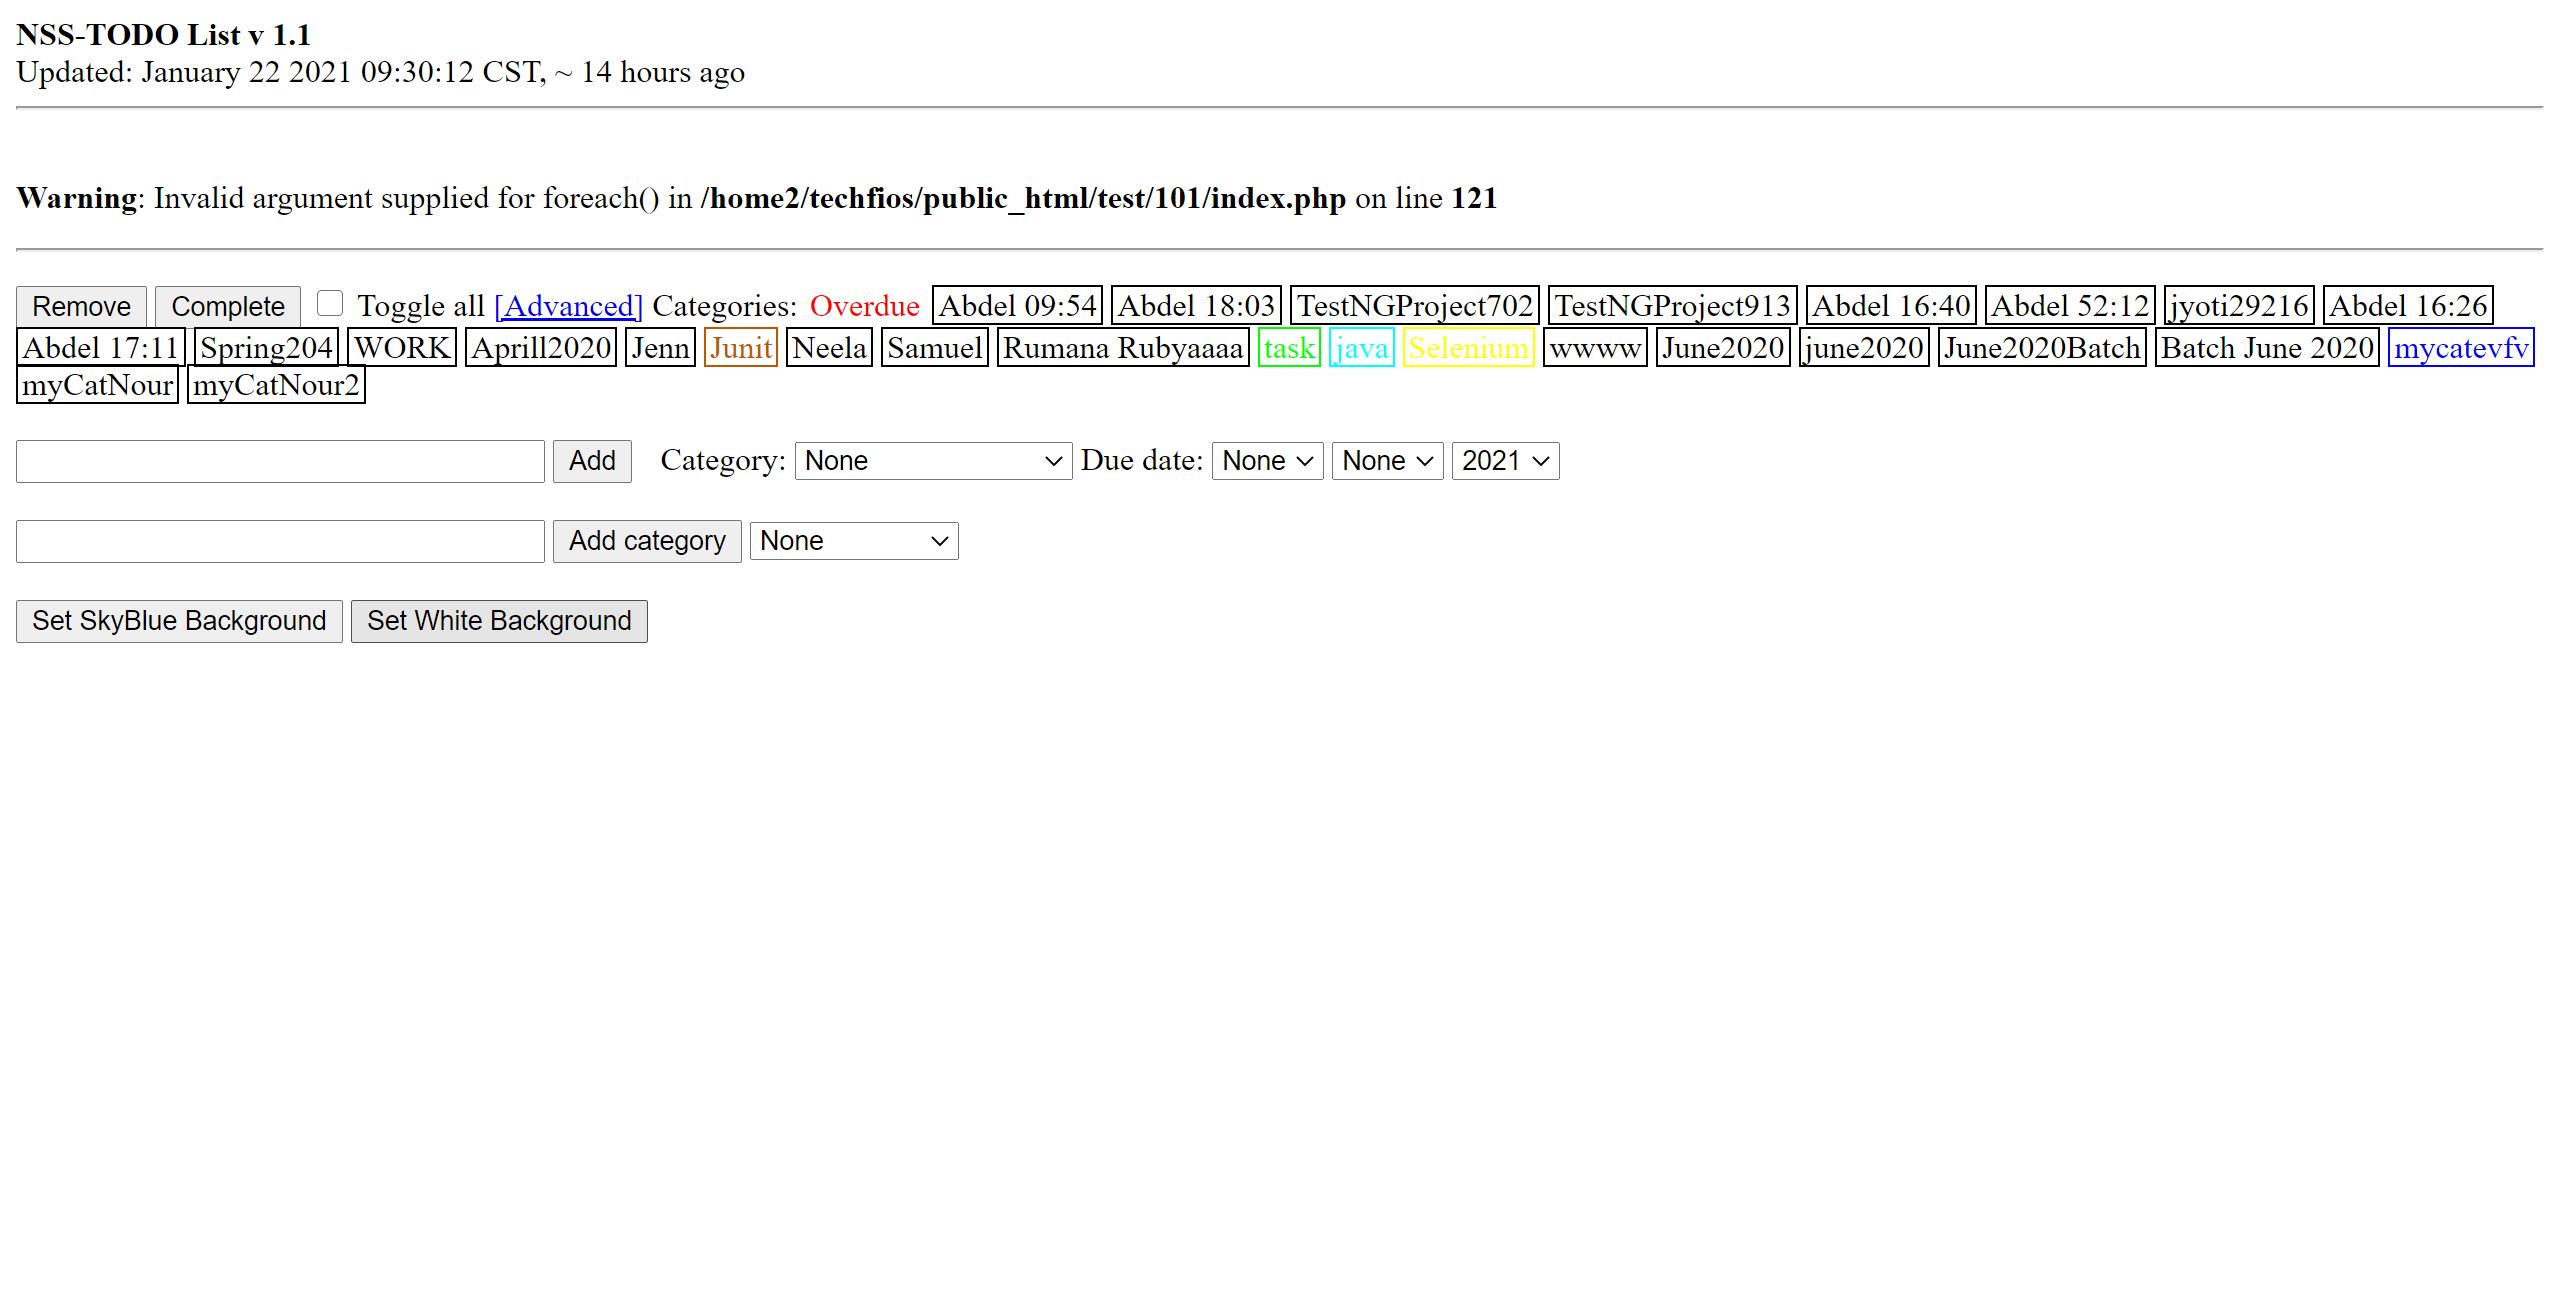 NSS-TODO List v 1.1
Updated: January 22 2021 09:30:12 CST, ~ 14 hours ago
Warning: Invalid argument supplied for foreach() in /home2/techfios/public_html/test/101/index.php on line 121
Remove Complete Toggle all [Advanced] Categories: Overdue Abdel 09:54 Abdel 18:03 TestNGProject702 TestNGProject913 Abdel 16:40 Abdel 52:12 jyoti29216 Abdel 16:26
Abdel 17:11 Spring204 WORK Aprill2020 Jenn Junit Neela Samuel Rumana Rubyaaaa task java Selenium wwww June2020 june2020 June2020Batch Batch June 2020 mycatevfv
myCatNour myCatNour2
Add Category: None Due date: None None 2021
Add category None
Set SkyBlue Background Set White Background